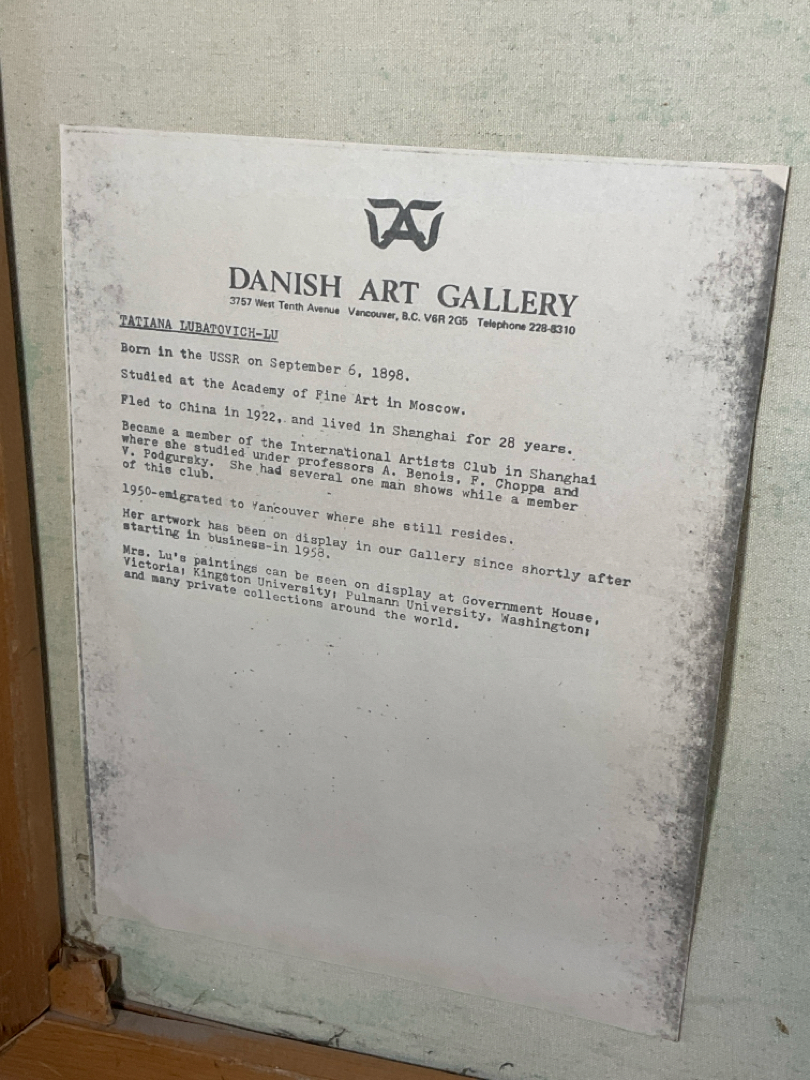 DAG
DANISH ART GALLERY
3757 West Tenth Avenue Vancouver, B.C. V6R 2G5 Telephone 228-8310
TATIANA LUBATOVICH-LU
Born in the USSR on September 6, 1898.
Studied at the Academy of Fine Art in Moscow.
Fled to China in 1922, and lived in Shanghai for 28 years.
Became a member of the International Artists Club in Shanghai
where she studied under professors A. Benois, F. Choppa and
V. Podgursky. She had several one man shows while a member
of this club.
1950-emigrated to Vancouver where she still resides.
Her artwork has been on display in our Gallery since shortly after
starting in business-in 1958.
Mrs. Lu's paintings can be seen on display at Government House,
Victoria; Kingston University; Pulmann University, Washington;
and many private collections around the world.